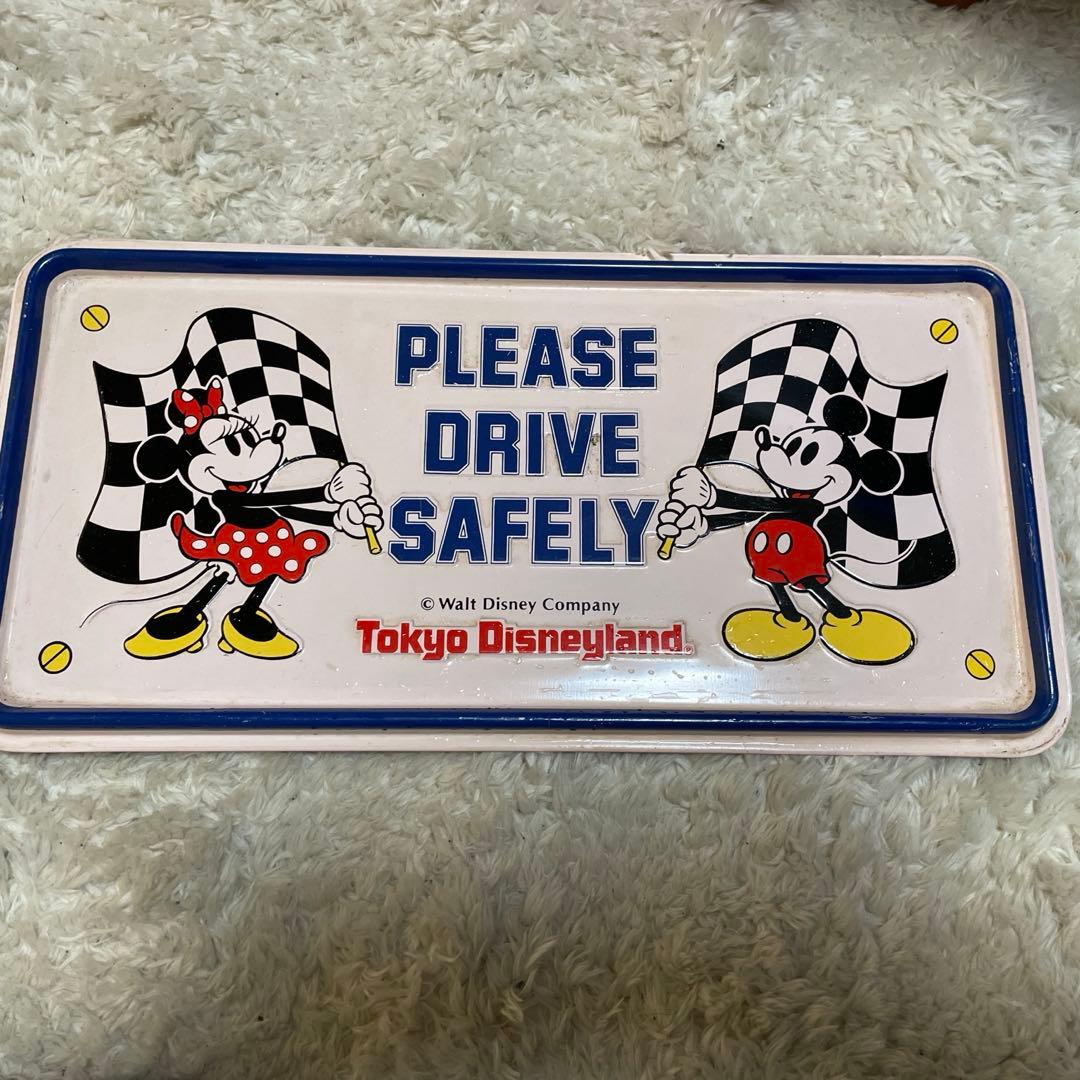 PLEASE
DRIVE
SAFELY
© Walt Disney Company
Tokyo Disneyland®